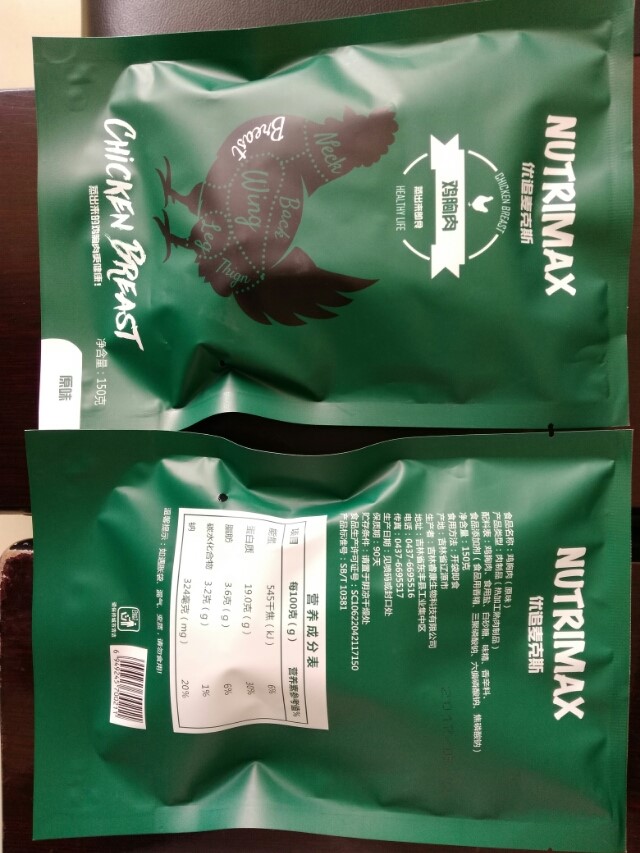 NUTRIMAX
优追麦克斯
CHICKEN BREAST
鸡胸肉
蒸出来即食
HEALTHY LIFE
Neck
Back
Breast
Wing
Leg
Thigh
CHICKEN BREAST
蒸出来的鸡胸肉更健康!
净含量：150克
原味
NUTRIMAX
优追麦克斯
食品名称：鸡胸肉（原味）
产品类型：肉制品（热加工熟肉制品）
配料表：鸡胸肉、食用盐、白砂糖、味精、香辛料、
食品添加剂（食品用香精、三聚磷酸钠、六偏磷酸钠、焦磷酸钠）
净含量：150克
食用方法：开袋即食
产地：吉林省辽源市
生产者：吉林睿康生物科技有限公司
地址：吉林省东丰县工业集中区
电话：0437-6695516
传真：0437-6695517
生产日期：见喷码或封口处
保质期：90天
贮存条件：请置于阴凉干燥处
食品生产许可证号：SC10622042117150
产品标准号：SB/T 10381
营养成分表
项目 每100克（g） 营养素参考值%
能量 545千焦（kJ） 6%
蛋白质 19.0克（g） 30%
脂肪 3.6克（g） 6%
碳水化合物 3.2克（g） 1%
钠 324毫克（mg） 20%
温馨提示：如遇胀袋、漏气、变质，请勿食用!
请保持城市清洁
6 949245 700211